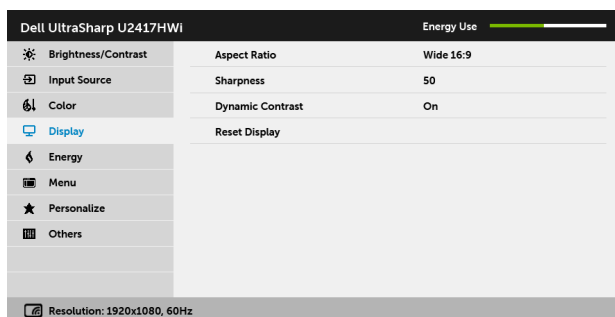 Dell UltraSharp U2417HWi Energy Use
Brightness/Contrast Aspect Ratio Wide 16:9
Input Source Sharpness 50
Color Dynamic Contrast On
Display Reset Display
Energy
Menu
Personalize
Others
Resolution: 1920x1080, 60Hz